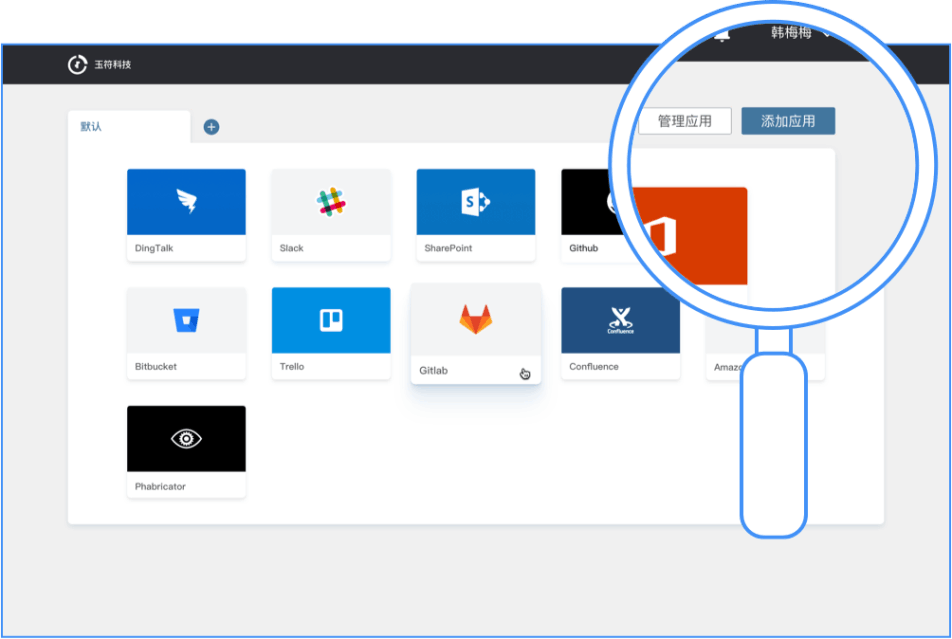 韩梅梅
玉符科技
管理应用 添加应用
默认
DingTalk Slack SharePoint Github
S
Bitbucket Trello Gitlab Confluence
Confluence
Phabricator